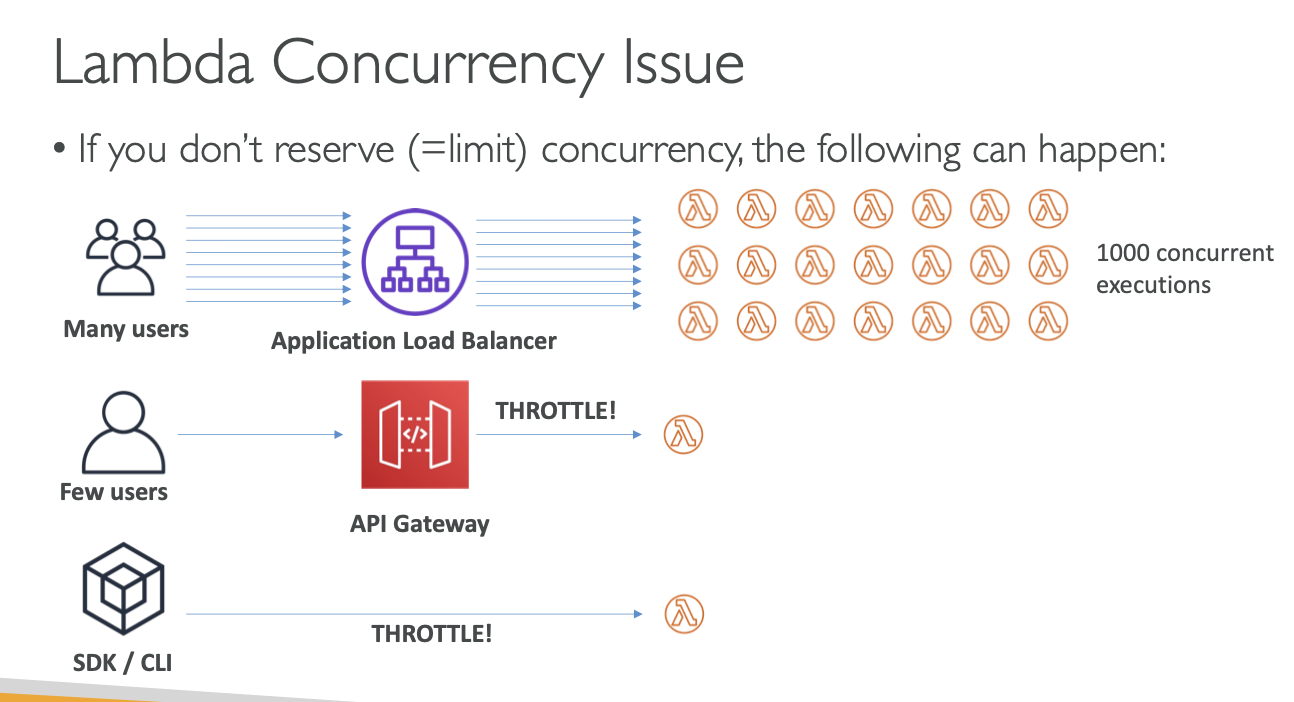 Lambda Concurrency Issue
• If you don't reserve (=limit) concurrency, the following can happen:
1000 concurrent
executions
Many users
Application Load Balancer
THROTTLE!
</>
Few users
API Gateway
THROTTLE!
SDK / CLI